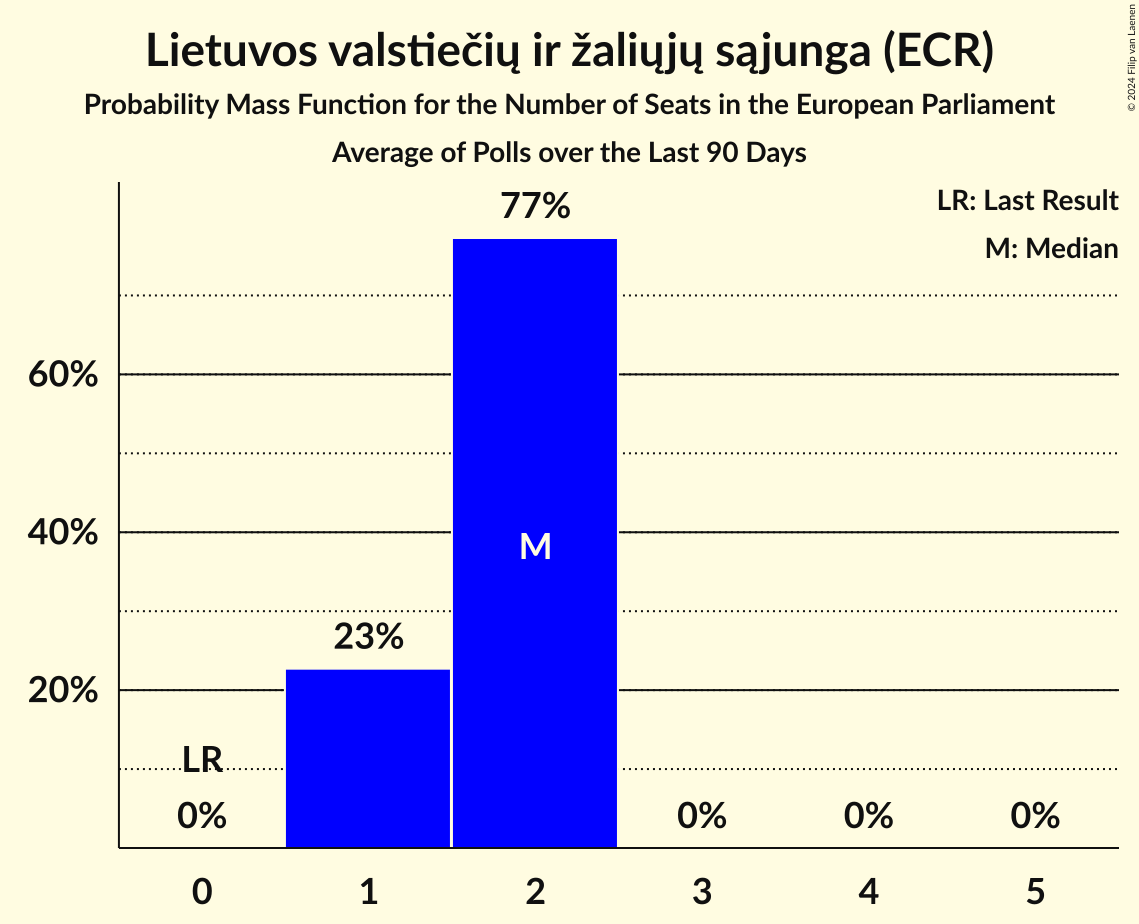 Lietuvos valstiečių ir žaliųjų sąjunga (ECR)
Probability Mass Function for the Number of Seats in the European Parliament
Average of Polls over the Last 90 Days
© 2024 Filip van Laenen
LR: Last Result
M: Median
77%
60%
40%
M
23%
20%
LR
0%
0%
0%
0%
0 1 2 3 4 5